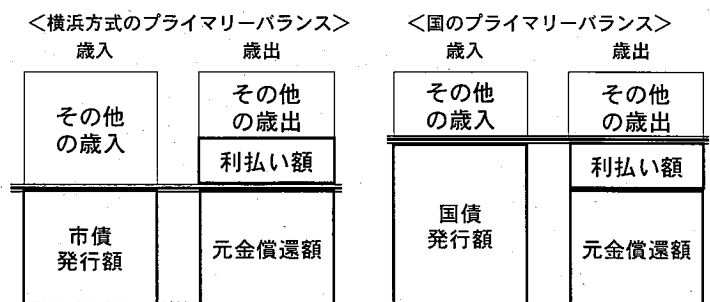 ＜横浜方式のプライマリーバランス＞
歳入
歳出
その他
の歳入
その他
の歳出
利払い額
市債
発行額
元金償還額
＜国のプライマリーバランス＞
歳入
歳出
その他
の歳入
その他
の歳出
利払い額
国債
発行額
元金償還額